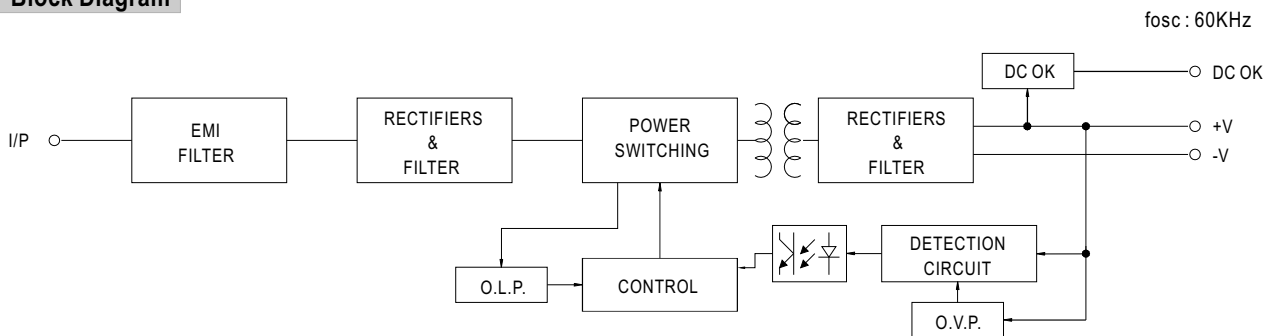 Block Diagram
fosc : 60KHz
DC OK
DC OK
I/P
EMI
FILTER
RECTIFIERS
&
FILTER
POWER
SWITCHING
RECTIFIERS
&
FILTER
+V
-V
O.L.P.
CONTROL
DETECTION
CIRCUIT
O.V.P.